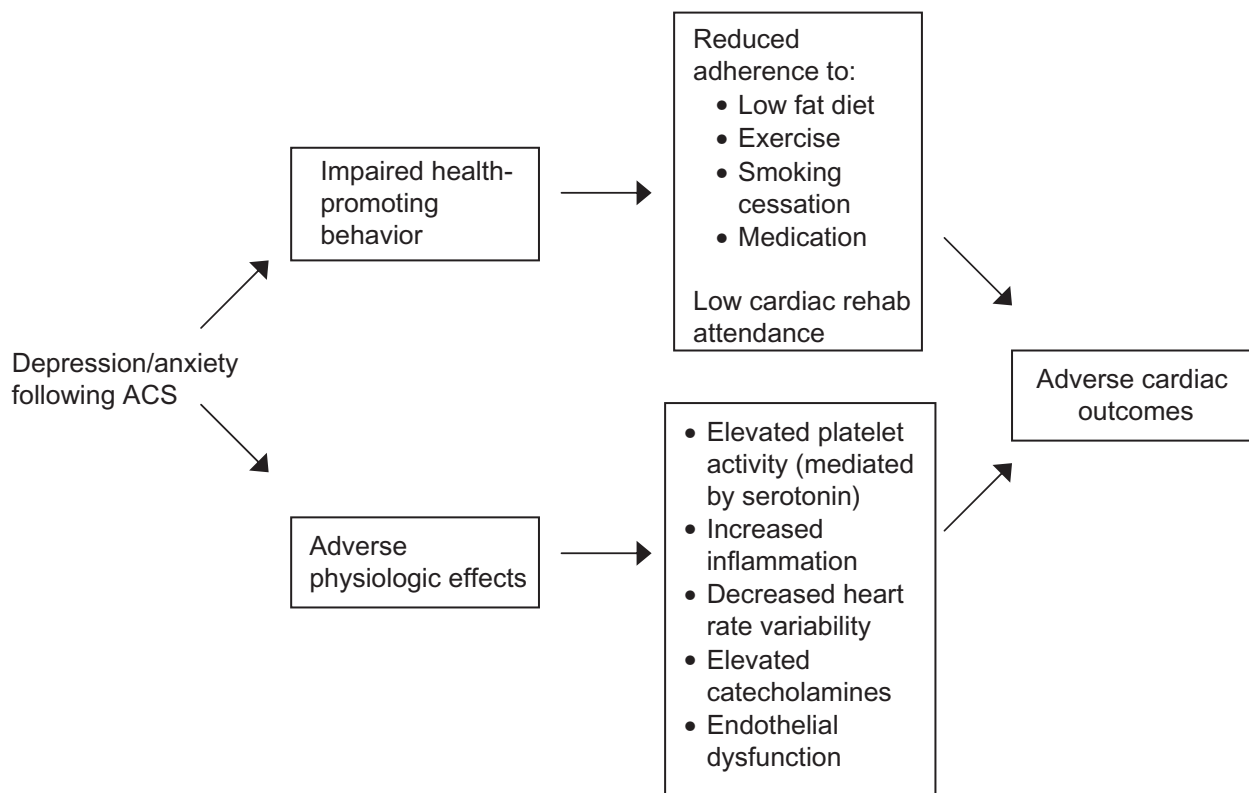 Depression/anxiety
following ACS
Impaired health-
promoting
behavior
Reduced
adherence to:
• Low fat diet
• Exercise
• Smoking
cessation
• Medication
Low cardiac rehab
attendance
Adverse
physiologic effects
• Elevated platelet
activity (mediated
by serotonin)
• Increased
inflammation
• Decreased heart
rate variability
• Elevated
catecholamines
• Endothelial
dysfunction
Adverse cardiac
outcomes